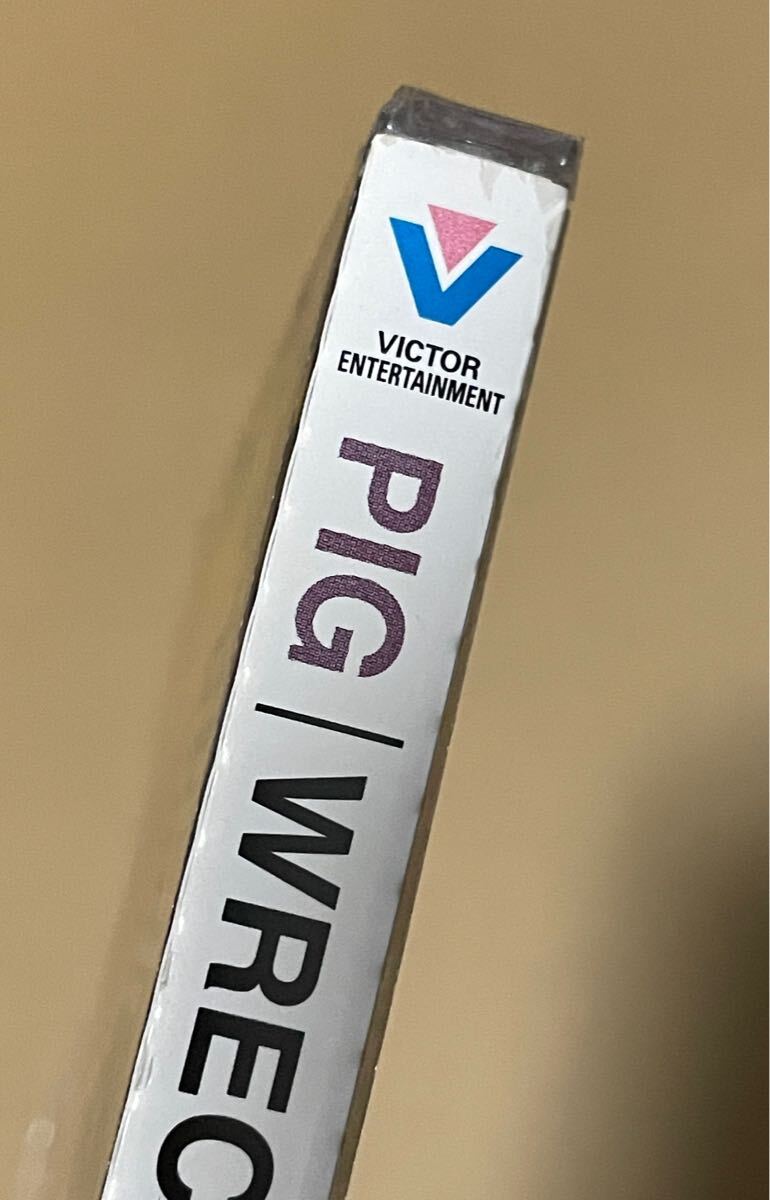 VICTOR
ENTERTAINMENT
PIG / WREC